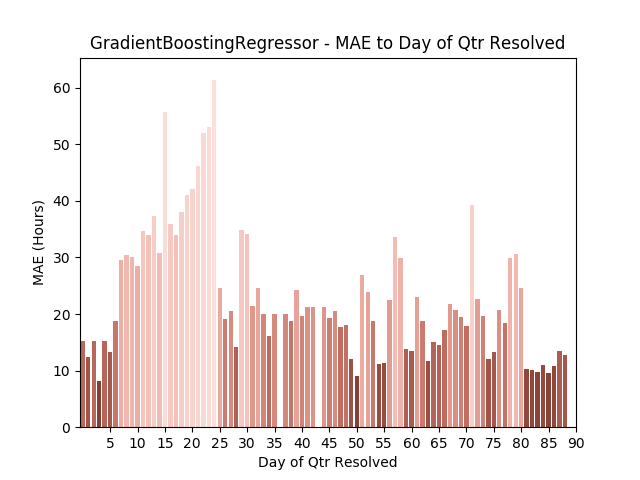 GradientBoostingRegressor - MAE to Day of Qtr Resolved
MAE (Hours)
60
50
40
30
20
10
0
5 10 15 20 25 30 35 40 45 50 55 60 65 70 75 80 85 90
Day of Qtr Resolved